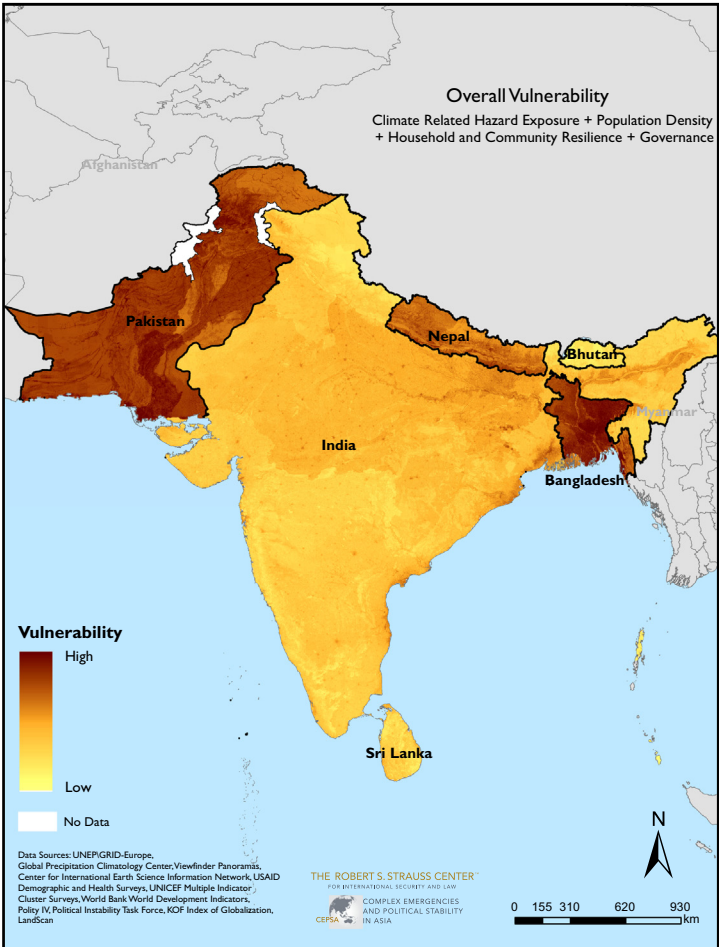 Overall Vulnerability
Climate Related Hazard Exposure + Population Density
+ Household and Community Resilience + Governance
Afghanistan
Pakistan
Nepal
Bhutan
Myanmar
India
Bangladesh
Sri Lanka
Vulnerability
High
Low
No Data
Data Sources: UNEP\GRID-Europe,
Global Precipitation Climatology Center, Viewfinder Panoramas,
Center for International Earth Science Information Network, USAID
Demographic and Health Surveys, UNICEF Multiple Indicator
Cluster Surveys, World Bank World Development Indicators,
Polity IV, Political Instability Task Force, KOF Index of Globalization,
LandScan
THE ROBERT S. STRAUSS CENTER™
FOR INTERNATIONAL SECURITY AND LAW
CEPSA
COMPLEX EMERGENCIES
AND POLITICAL STABILITY
IN ASIA
N
0 155 310 620 930
km